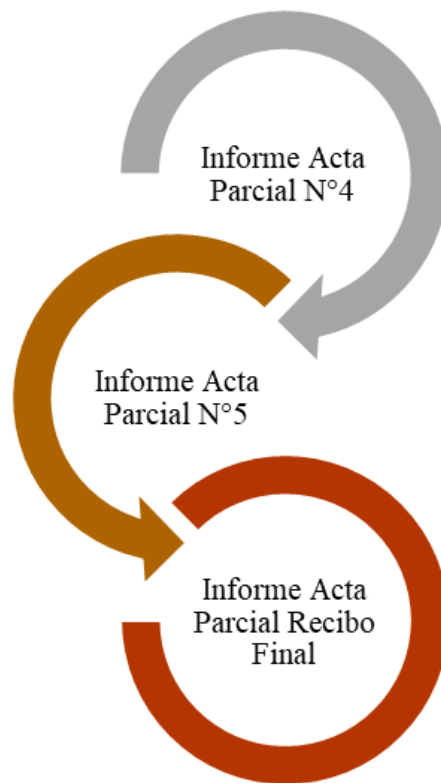 Informe Acta
Parcial N°4
Informe Acta
Parcial N°5
Informe Acta
Parcial Recibo
Final